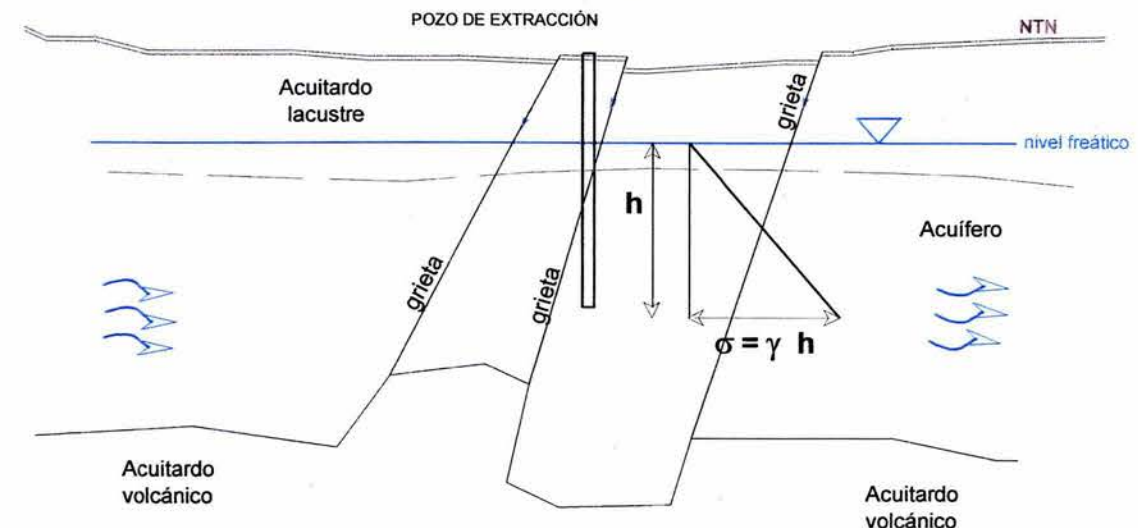 POZO DE EXTRACCIÓN
NTN
Acuitardo
lacustre
grieta
nivel freático
h
Acuífero
grieta
grieta
σ = γ h
Acuitardo
volcánico
Acuitardo
volcánico